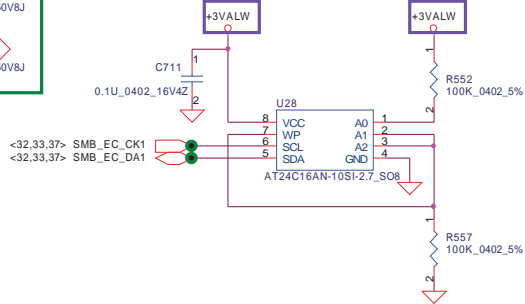 50V8J
50V8J
+3VALW
+3VALW
C711
0.1U_0402_16V4Z
1
2
1
2
R552
100K_0402_5%
U28
8 VCC A0 1
7 WP A1 2
6 SCL A2 3
5 SDA GND 4
AT24C16AN-10SI-2.7_SO8
<32,33,37> SMB_EC_CK1
<32,33,37> SMB_EC_DA1
1
2
R557
100K_0402_5%